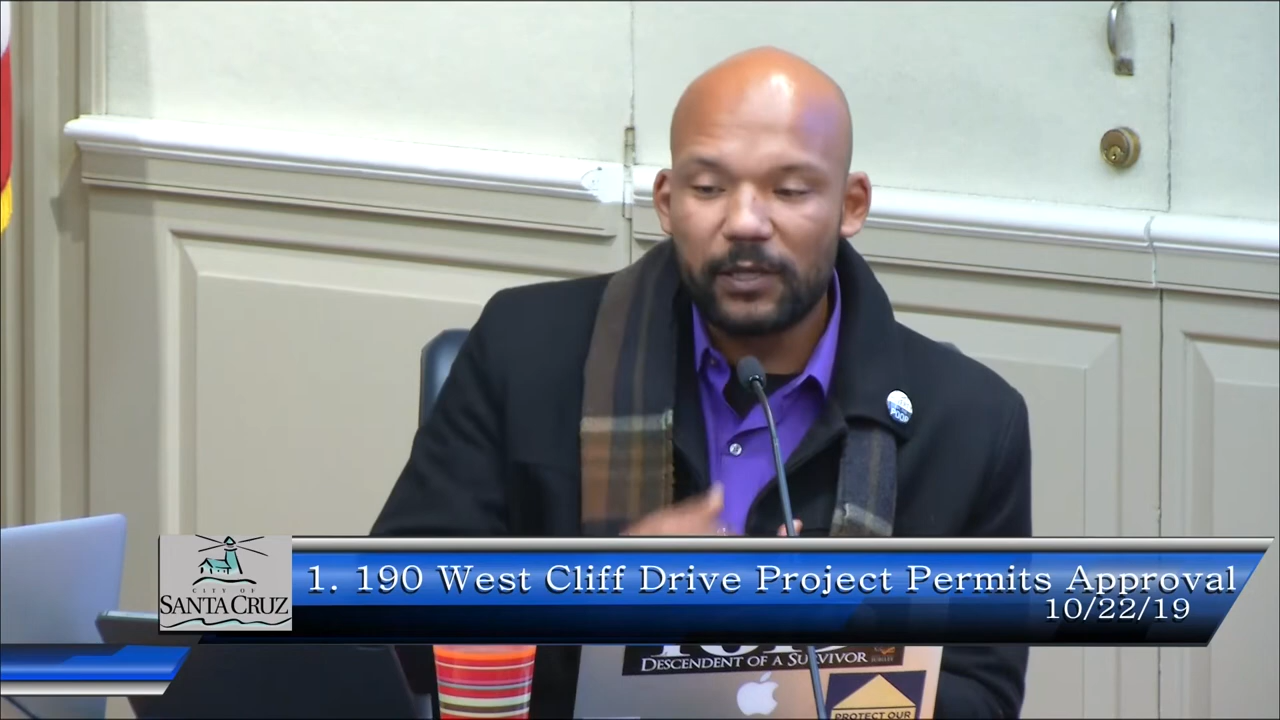 CITY OF
SANTA CRUZ
1. 190 West Cliff Drive Project Permits Approval
10/22/19
POOR
DESCENDENT OF A SURVIVOR
PROTECT OUR